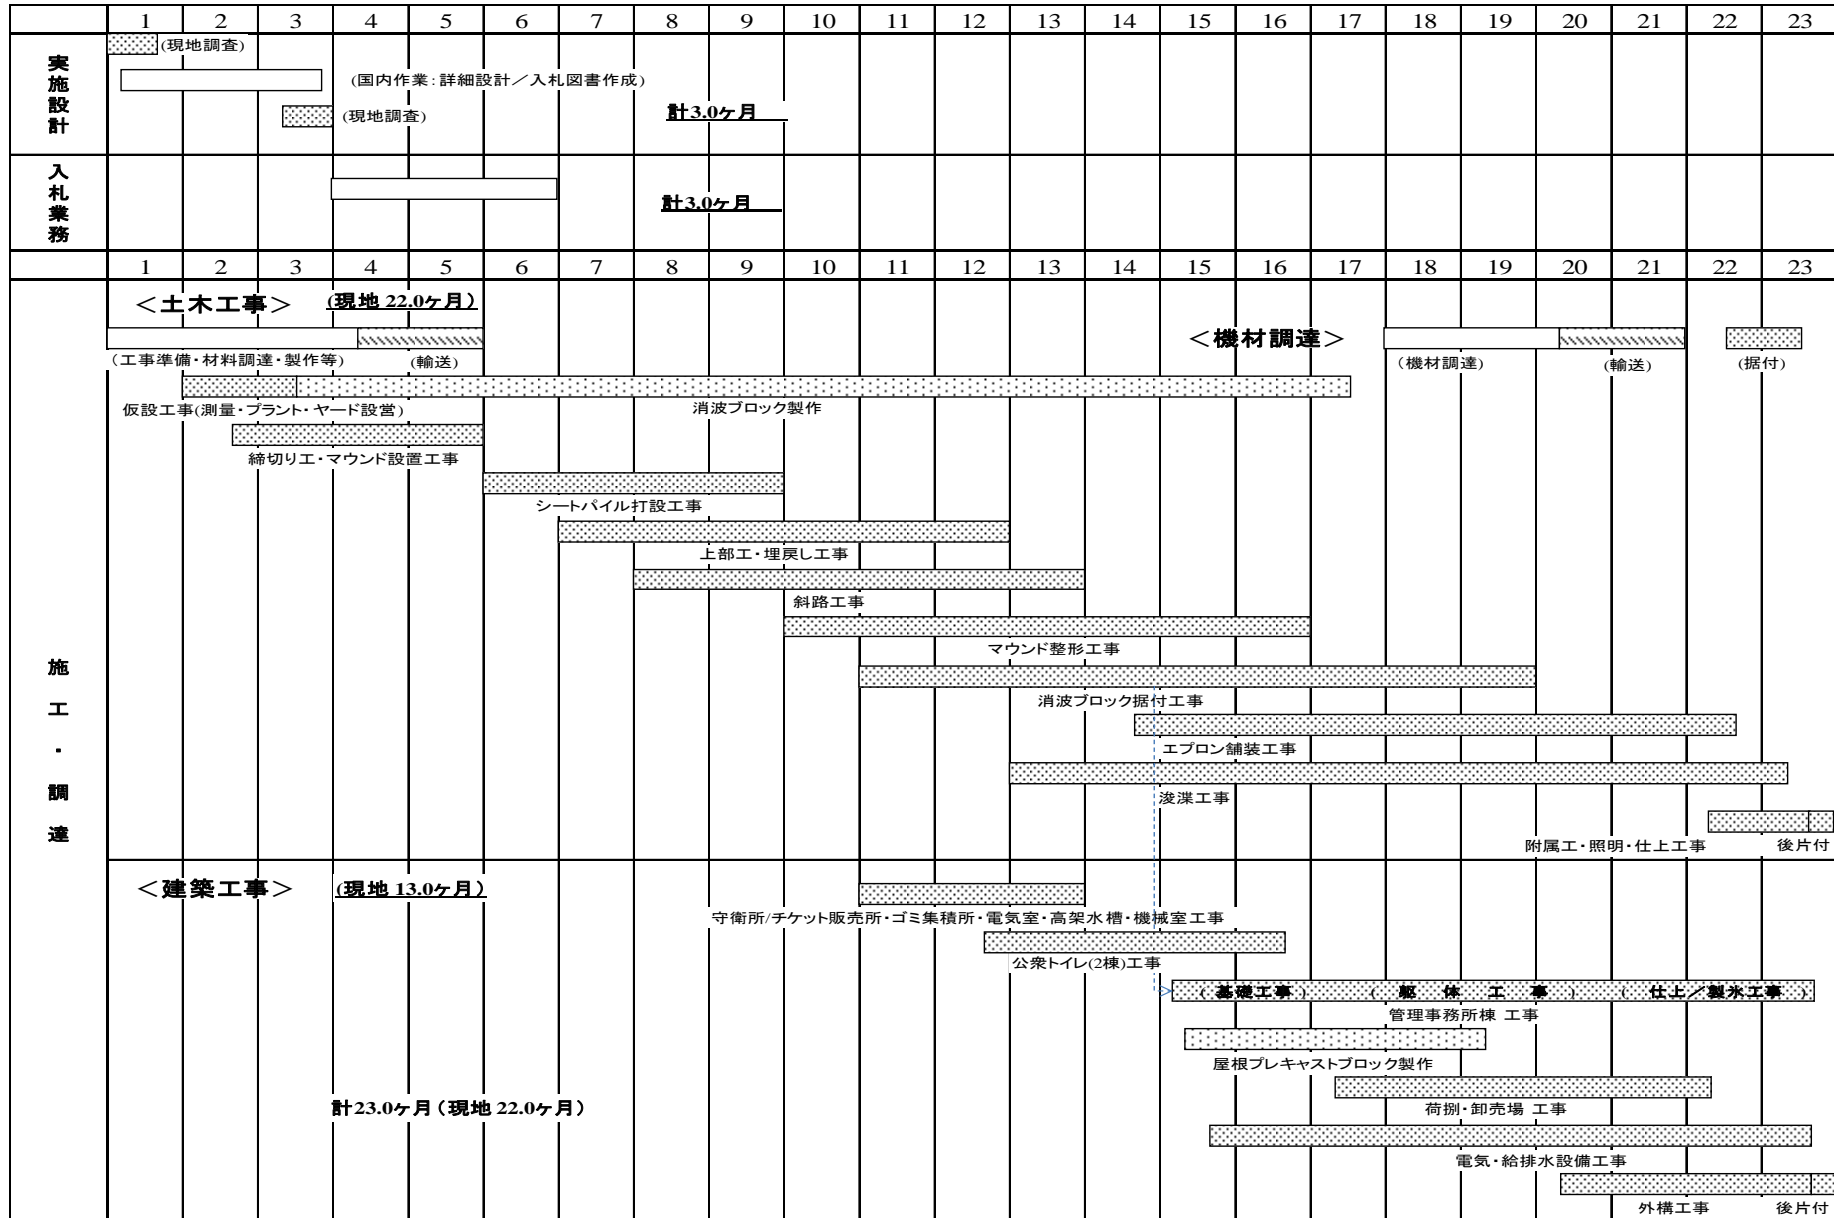 1 2 3 4 5 6 7 8 9 10 11 12 13 14 15 16 17 18 19 20 21 22 23
実施設計
(現地調査)
(国内作業:詳細設計/入札図書作成)
(現地調査)
計3.0ヶ月
入札業務
計3.0ヶ月
1 2 3 4 5 6 7 8 9 10 11 12 13 14 15 16 17 18 19 20 21 22 23
施工・調達
<土木工事> (現地 22.0ヶ月)
<機材調達>
(工事準備・材料調達・製作等) (輸送)
(機材調達) (輸送) (据付)
仮設工事(測量・プラント・ヤード設営) 消波ブロック製作
締切り工・マウンド設置工事
シートパイル打設工事
上部工・埋戻し工事
斜路工事
マウンド整形工事
消波ブロック据付工事
エプロン舗装工事
浚渫工事
附属工・照明・仕上工事 後片付
<建築工事> (現地 13.0ヶ月)
守衛所/チケット販売所・ゴミ集積所・電気室・高架水槽・機械室工事
公衆トイレ(2棟)工事
(基礎工事) (躯体工事) (仕上/製氷工事)
管理事務所棟 工事
屋根プレキャストブロック製作
計23.0ヶ月(現地 22.0ヶ月)
荷捌・卸売場 工事
電気・給排水設備工事
外構工事 後片付